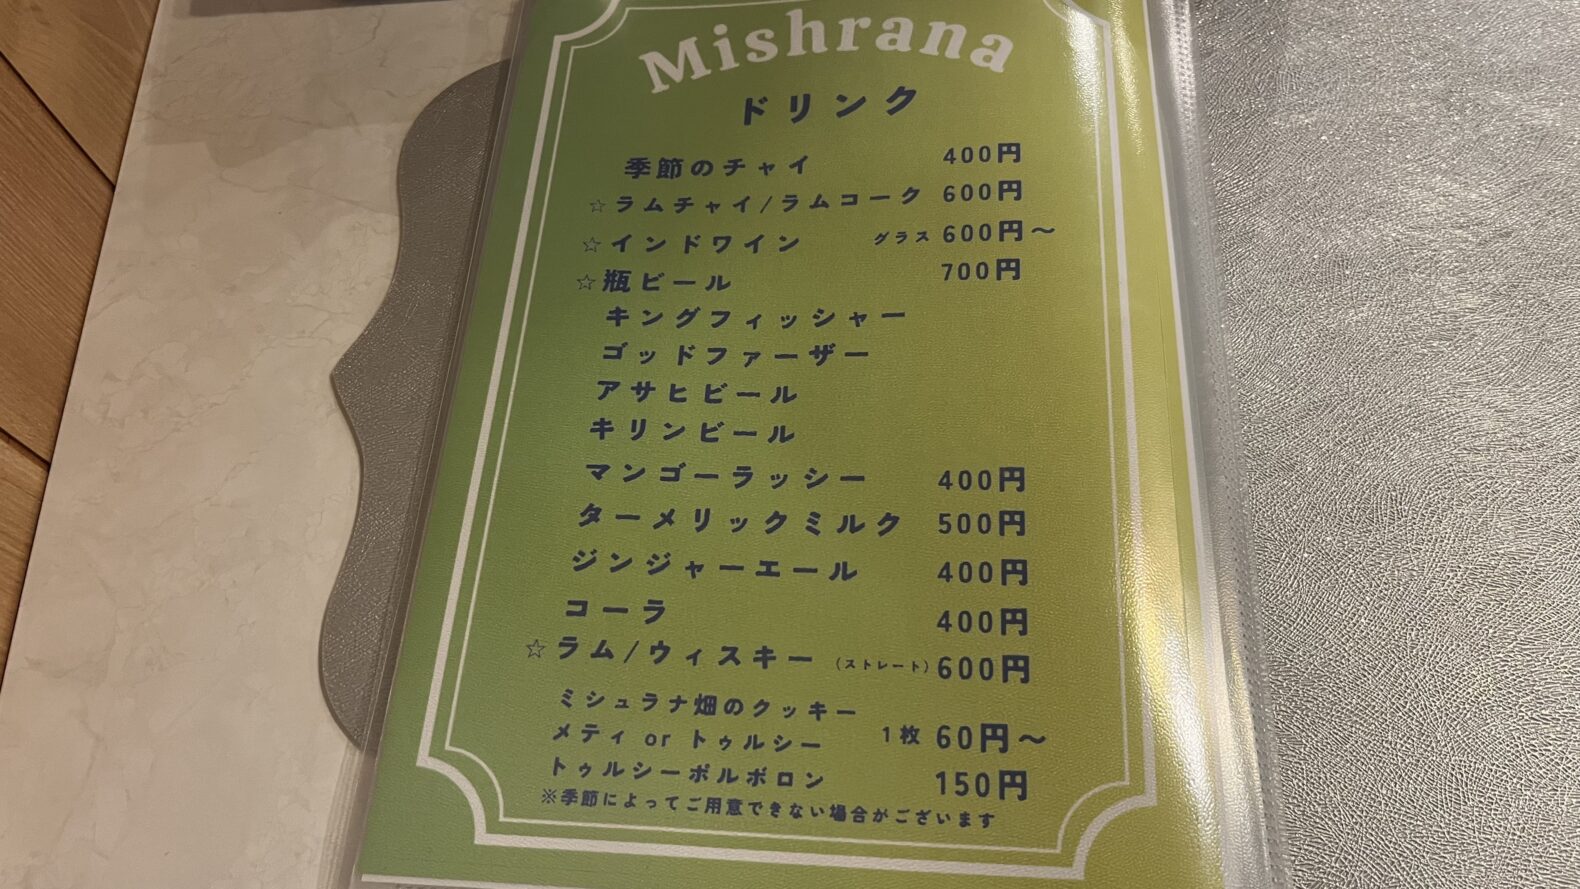 Mishrana
ドリンク
季節のチャイ 400円
☆ラムチャイ/ラムコーク 600円
☆インドワイン グラス 600円～
☆瓶ビール 700円
キングフィッシャー
ゴッドファーザー
アサヒビール
キリンビール
マンゴーラッシー 400円
ターメリックミルク 500円
ジンジャーエール 400円
コーラ 400円
☆ラム/ウィスキー (ストレート) 600円
ミシュラナ畑のクッキー
メティ or トゥルシー 1枚 60円～
トゥルシーポルボロン 150円
※季節によってご用意できない場合がございます